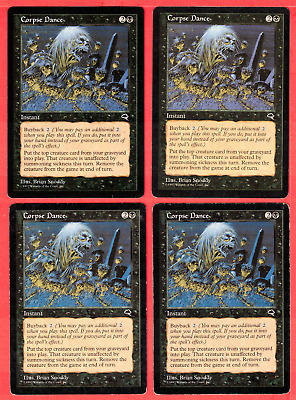 Corpse Dance 2
Instant
Buyback 2 (You may pay an additional 2
when you play this spell. If you do, put it into
your hand instead of your graveyard as part of
the spell's effect.)
Put the top creature card from your graveyard
into play. That creature is unaffected by
summoning sickness this turn. Remove the
creature from the game at end of turn.
Illus. Brian Snoddy
Corpse Dance 2
Instant
Buyback 2 (You may pay an additional 2
when you play this spell. If you do, put it into
your hand instead of your graveyard as part of
the spell's effect.)
Put the top creature card from your graveyard
into play. That creature is unaffected by
summoning sickness this turn. Remove the
creature from the game at end of turn.
Illus. Brian Snoddy
Corpse Dance 2
Instant
Buyback 2 (You may pay an additional 2
when you play this spell. If you do, put it into
your hand instead of your graveyard as part of
the spell's effect.)
Put the top creature card from your graveyard
into play. That creature is unaffected by
summoning sickness this turn. Remove the
creature from the game at end of turn.
Illus. Brian Snoddy
Corpse Dance 2
Instant
Buyback 2 (You may pay an additional 2
when you play this spell. If you do, put it into
your hand instead of your graveyard as part of
the spell's effect.)
Put the top creature card from your graveyard
into play. That creature is unaffected by
summoning sickness this turn. Remove the
creature from the game at end of turn.
Illus. Brian Snoddy